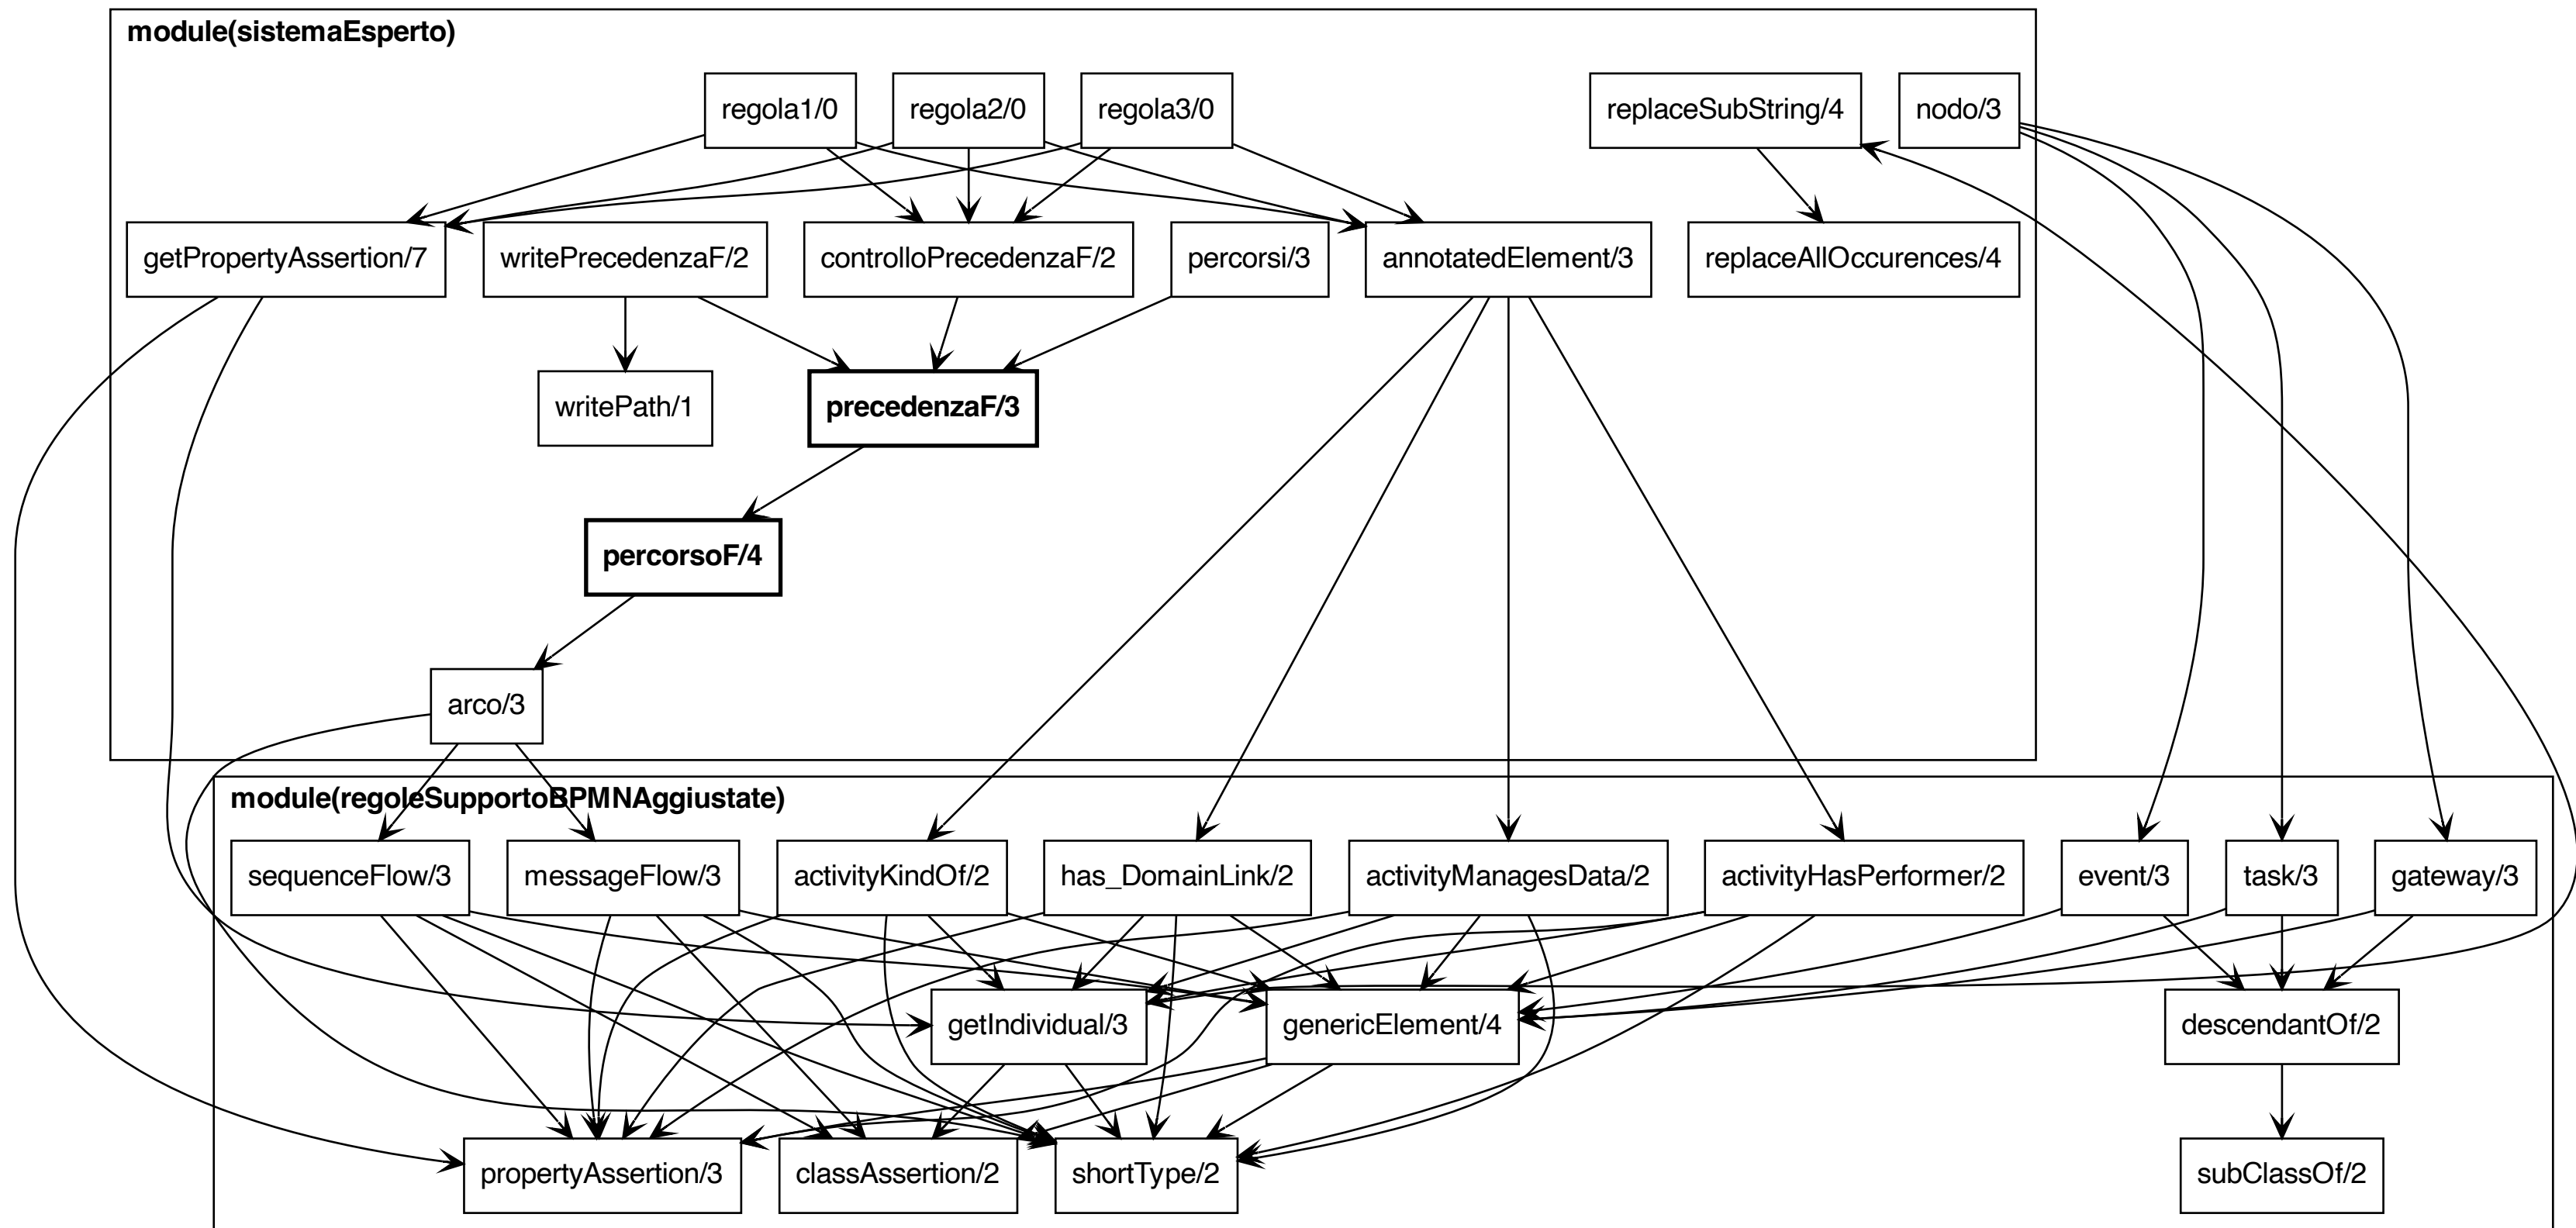 module(sistemaEsperto)
regola1/0
regola2/0
regola3/0
replaceSubString/4
nodo/3
getPropertyAssertion/7
writePrecedenzaF/2
controlloPrecedenzaF/2
percorsi/3
annotatedElement/3
replaceAllOccurences/4
writePath/1
precedenzaF/3
percorsoF/4
arco/3
module(regoleSupportoBPMNAggiustate)
sequenceFlow/3
messageFlow/3
activityKindOf/2
has_DomainLink/2
activityManagesData/2
activityHasPerformer/2
event/3
task/3
gateway/3
getIndividual/3
genericElement/4
descendantOf/2
propertyAssertion/3
classAssertion/2
shortType/2
subClassOf/2